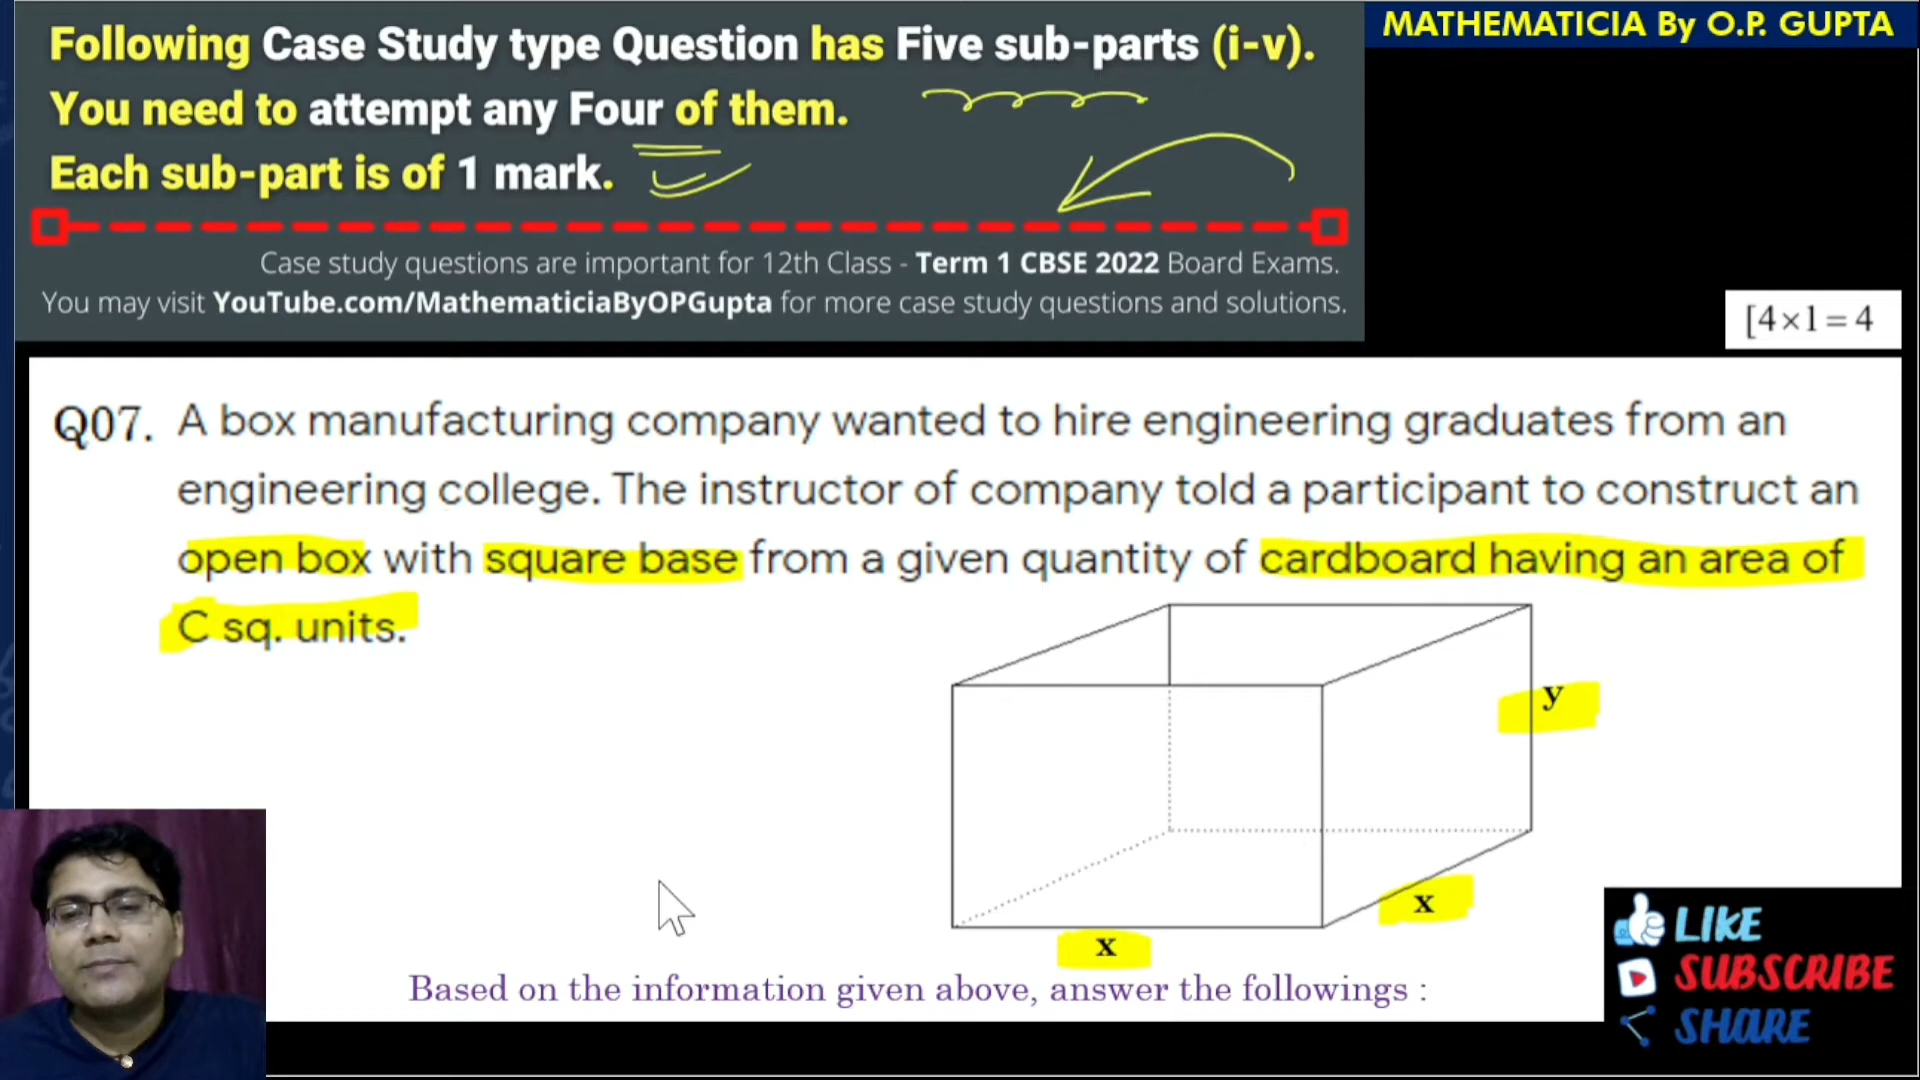 Following Case Study type Question has Five sub-parts (i-v).
You need to attempt any Four of them.
Each sub-part is of 1 mark.
Case study questions are important for 12th Class - Term 1 CBSE 2022 Board Exams.
You may visit YouTube.com/MathematiciaByOPGupta for more case study questions and solutions.
MATHEMATICIA By O.P. GUPTA
[4×1=4
Q07. A box manufacturing company wanted to hire engineering graduates from an
engineering college. The instructor of company told a participant to construct an
open box with square base from a given quantity of cardboard having an area of
C sq. units.
y
x
x
Based on the information given above, answer the followings :
LIKE
SUBSCRIBE
SHARE